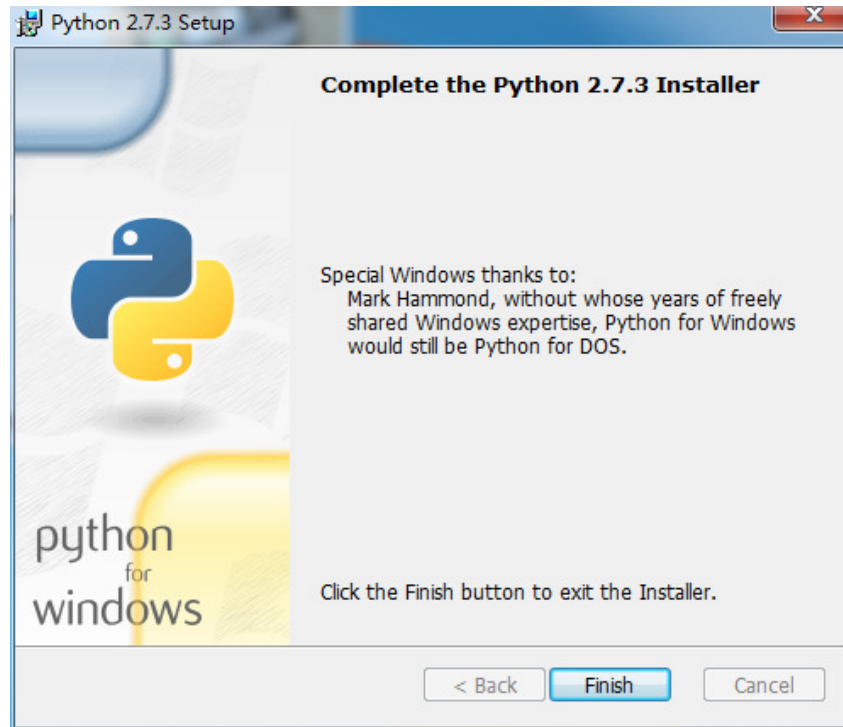 Python 2.7.3 Setup
Complete the Python 2.7.3 Installer
Special Windows thanks to:
Mark Hammond, without whose years of freely
shared Windows expertise, Python for Windows
would still be Python for DOS.
python
for
windows
Click the Finish button to exit the Installer.
< Back
Finish
Cancel